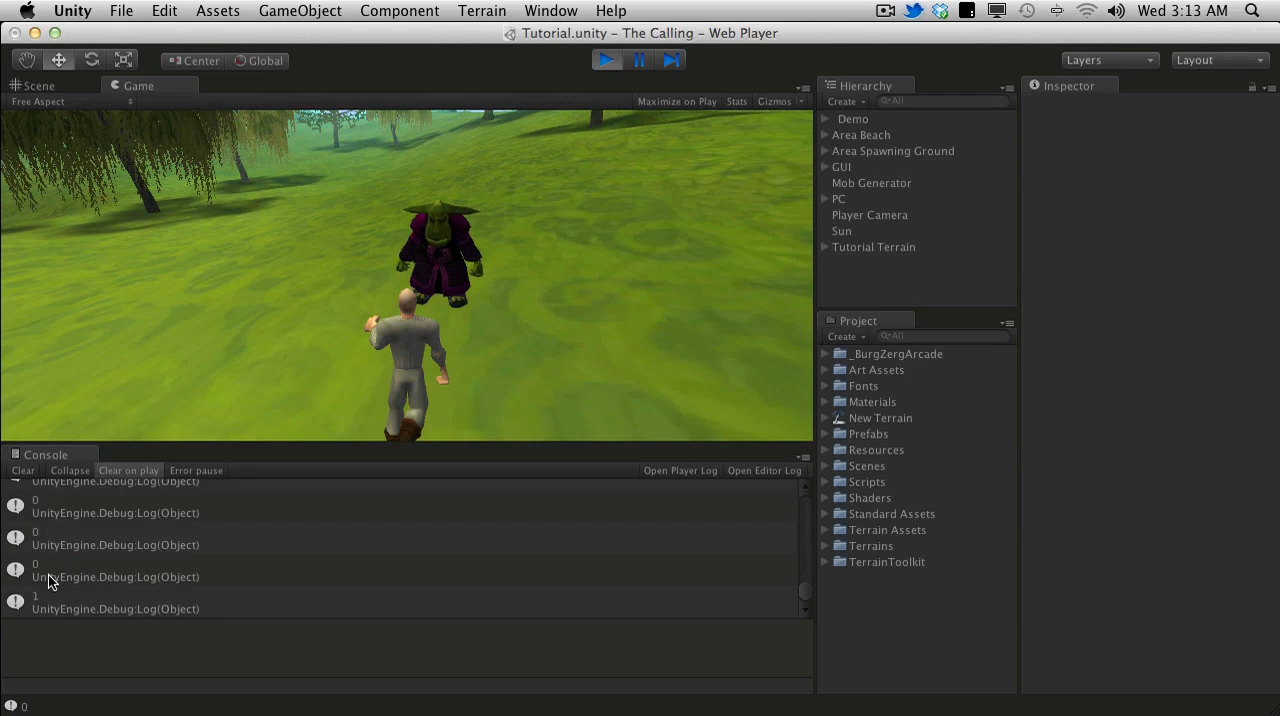 Unity File Edit Assets GameObject Component Terrain Window Help Wed 3:13 AM
Tutorial.unity - The Calling - Web Player
Center Global Layers Layout
Scene Game Hierarchy Inspector
Free Aspect Maximize on Play Stats Gizmos Create All
Demo
Area Beach
Area Spawning Ground
GUI
Mob Generator
PC
Player Camera
Sun
Tutorial Terrain
Project
Create All
_BurgZergArcade
Art Assets
Fonts
Materials
New Terrain
Prefabs
Resources
Scenes
Scripts
Shaders
Standard Assets
Terrain Assets
Terrains
TerrainToolkit
Console
Clear Collapse Clear on play Error pause Open Player Log Open Editor Log
UnityEngine.Debug:Log(Object)
0
UnityEngine.Debug:Log(Object)
0
UnityEngine.Debug:Log(Object)
0
UnityEngine.Debug:Log(Object)
1
UnityEngine.Debug:Log(Object)
0